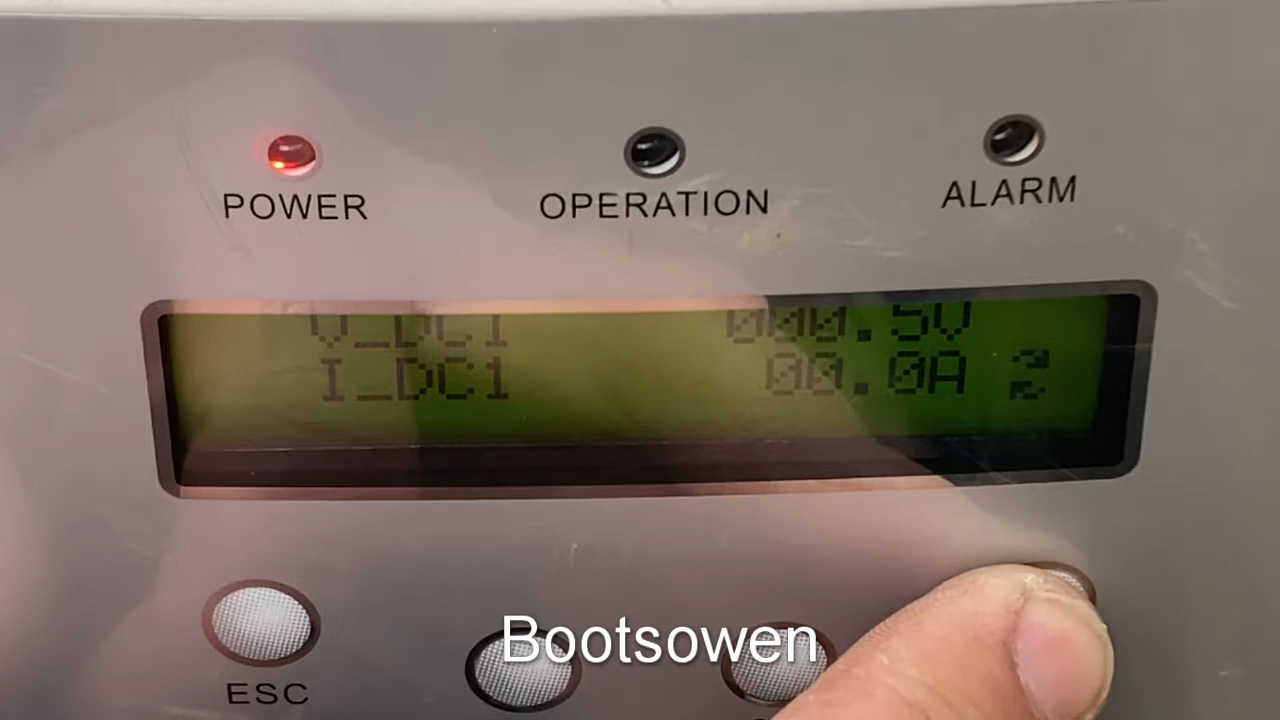 POWER OPERATION ALARM
V_DC1 000.5V
I_DC1 00.0A
Bootsowen
ESC